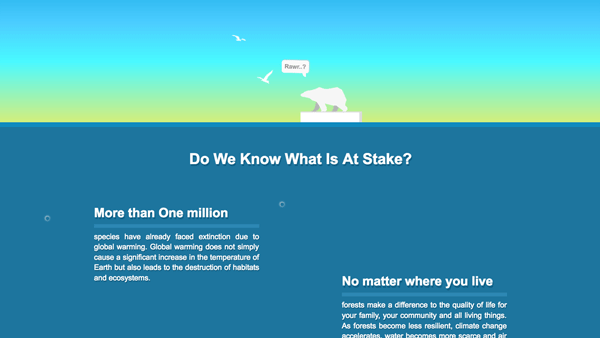 Rawr..?
Do We Know What Is At Stake?
More than One million
species have already faced extinction due to
global warming. Global warming does not simply
cause a significant increase in the temperature of
Earth but also leads to the destruction of habitats
and ecosystems.
No matter where you live
forests make a difference to the quality of life for
your family, your community and all living things.
As forests become less resilient, climate change
accelerates, water becomes more scarce and air